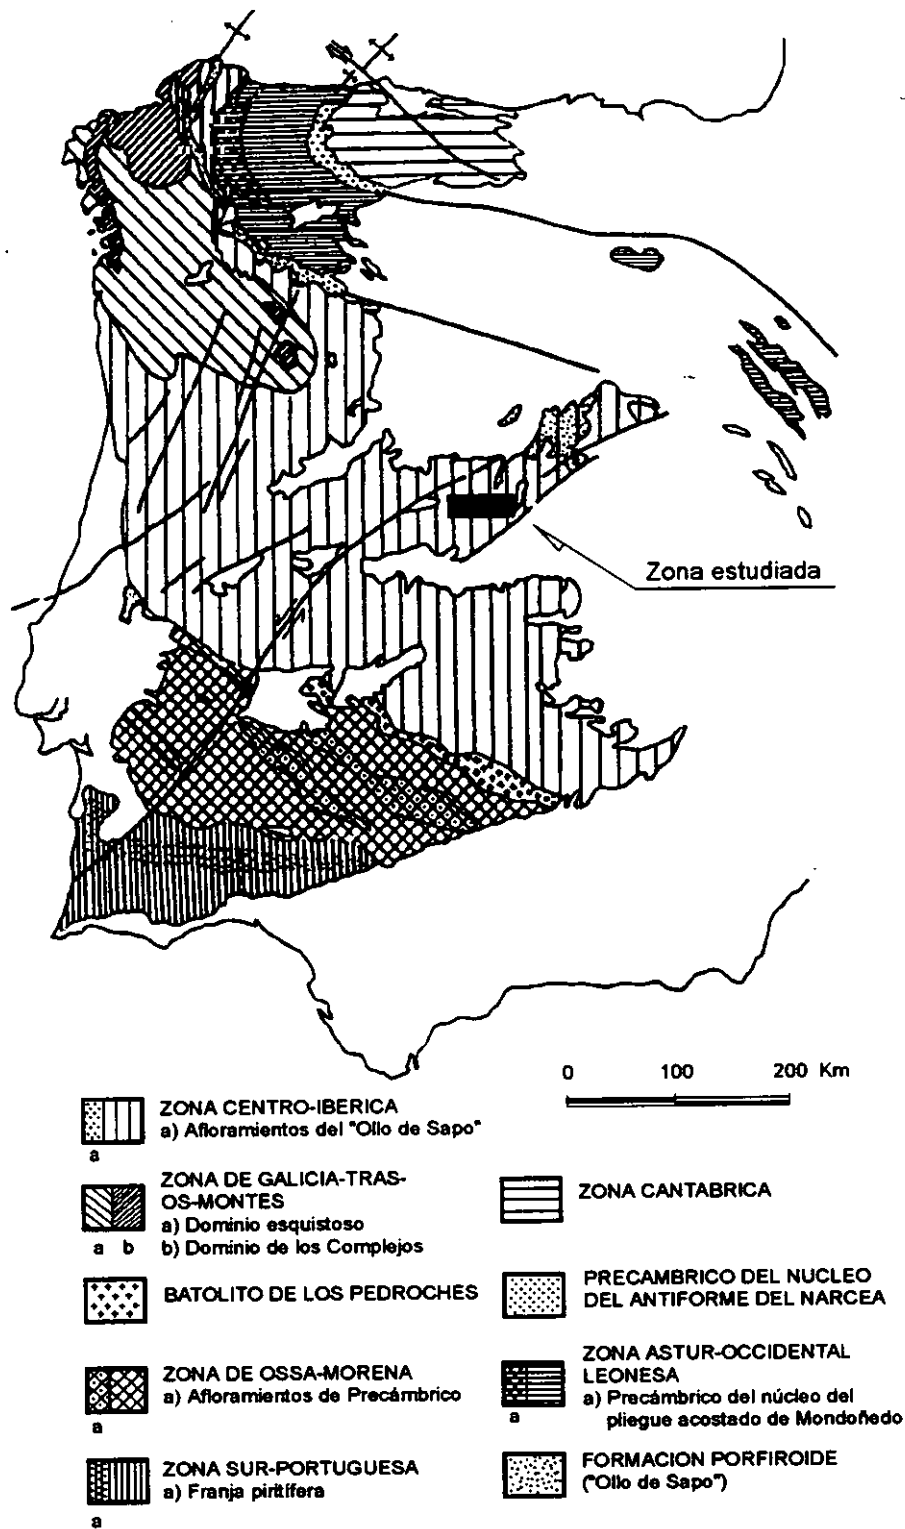 Zona estudiada
0 100 200 Km
ZONA CENTRO-IBERICA
a) Afloramientos del "Ollo de Sapo"
a
ZONA DE GALICIA-TRAS-
OS-MONTES
a) Dominio esquistoso
b) Dominio de los Complejos
a b
BATOLITO DE LOS PEDROCHES
ZONA DE OSSA-MORENA
a) Afloramientos de Precámbrico
a
ZONA SUR-PORTUGUESA
a) Franja piritífera
a
ZONA CANTABRICA
PRECAMBRICO DEL NUCLEO
DEL ANTIFORME DEL NARCEA
ZONA ASTUR-OCCIDENTAL
LEONESA
a) Precámbrico del núcleo del
pliegue acostado de Mondoñedo
a
FORMACION PORFIROIDE
("Ollo de Sapo")